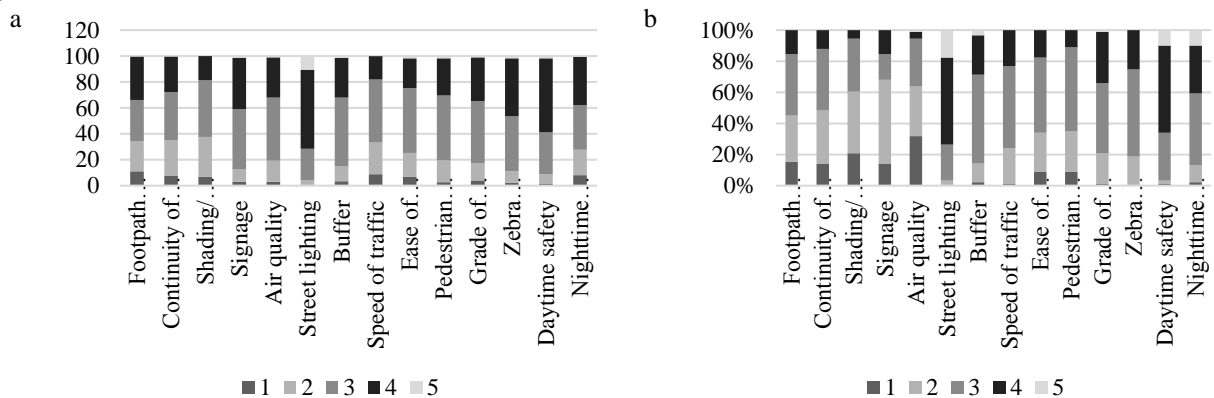 a
120
100
80
60
40
20
0
Footpath…
Continuity of…
Shading/…
Signage
Air quality
Street lighting
Buffer
Speed of traffic
Ease of…
Pedestrian…
Grade of…
Zebra…
Daytime safety
Nighttime…
1 2 3 4 5
b
100%
80%
60%
40%
20%
0%
Footpath…
Continuity of…
Shading/…
Signage
Air quality
Street lighting
Buffer
Speed of traffic
Ease of…
Pedestrian…
Grade of…
Zebra…
Daytime safety
Nighttime…
1 2 3 4 5